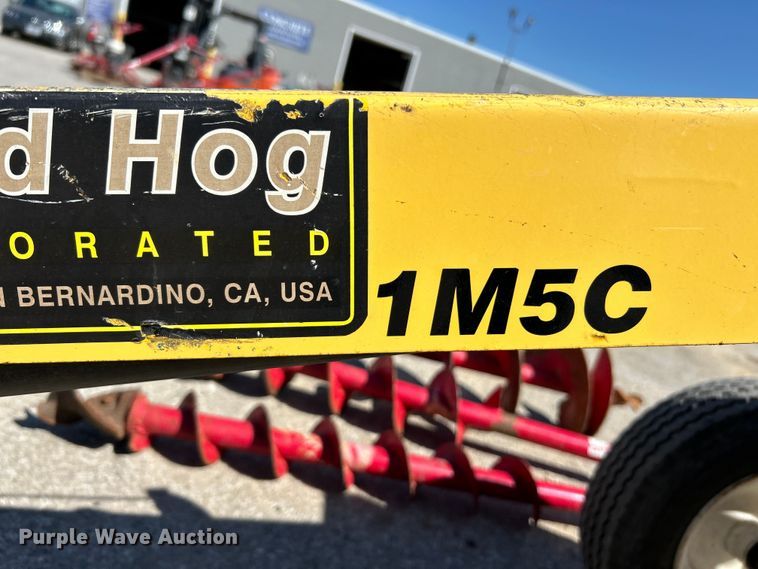 d Hog
ORATED
N BERNARDINO, CA, USA
1M5C
Purple Wave Auction